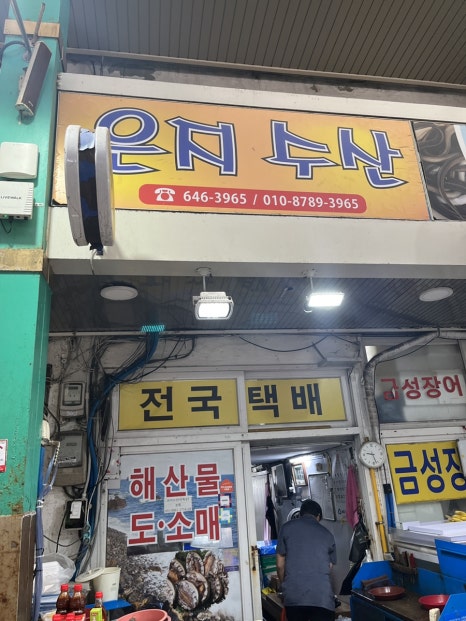 은지 수산
☎ 646-3965 / 010-8789-3965
LIVEWALK
전국 택배
금성장어
해산물
도·소매
금성장